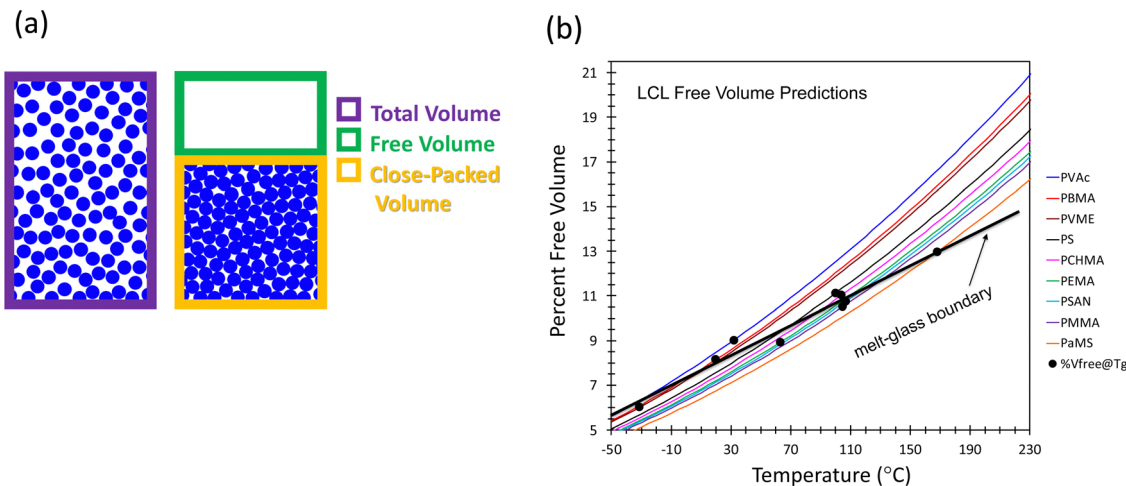 (a)
Total Volume
Free Volume
Close-Packed
Volume
(b)
LCL Free Volume Predictions
Percent Free Volume
21
19
17
15
13
11
9
7
5
-50
-10
30
70
110
150
190
230
Temperature (°C)
melt-glass boundary
PVAc
PBMA
PVME
PS
PCHMA
PEMA
PSAN
PMMA
PaMS
%Vfree@Tg